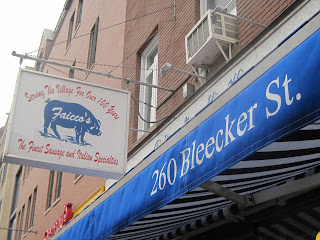 Serving The Village For Over 100 Years
Faicco's
The Finest Sausage and Italian Specialties
260 Bleecker St.